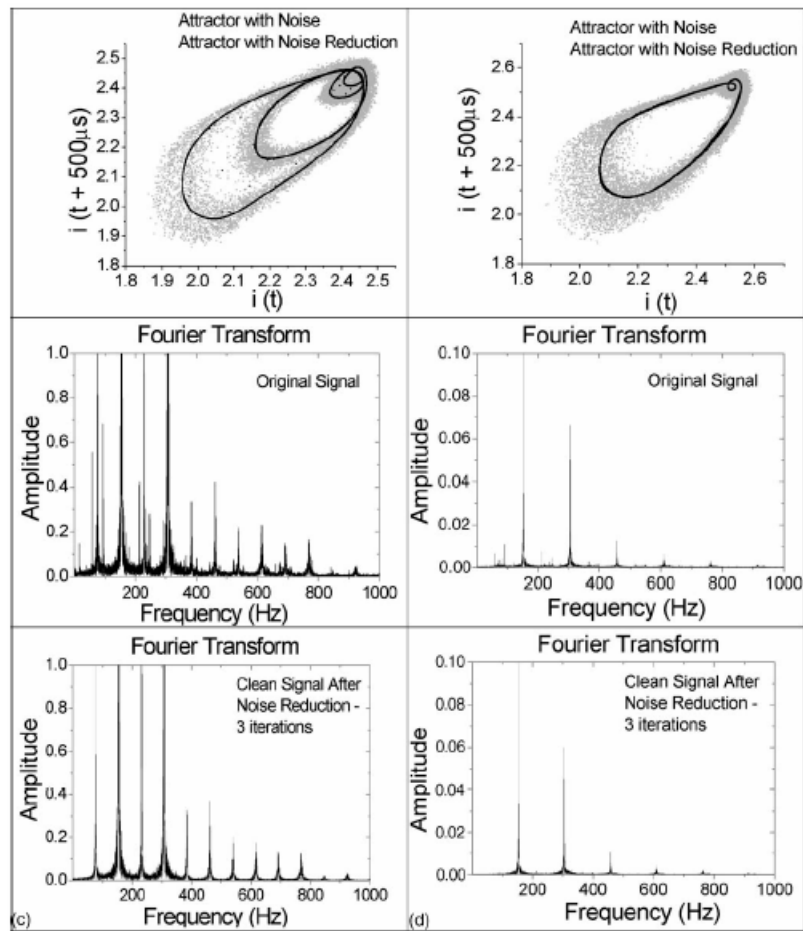 Attractor with Noise
Attractor with Noise Reduction
i (t + 500µs)
2.5
2.4
2.3
2.2
2.1
2.0
1.9
1.8
1.8 1.9 2.0 2.1 2.2 2.3 2.4 2.5
i (t)
Attractor with Noise
Attractor with Noise Reduction
i (t + 500µs)
2.6
2.4
2.2
2.0
1.8
1.8 2.0 2.2 2.4 2.6
i (t)
Fourier Transform
Original Signal
Amplitude
1.0
0.8
0.6
0.4
0.2
0.0
200 400 600 800 1000
Frequency (Hz)
Fourier Transform
Original Signal
Amplitude
0.10
0.08
0.06
0.04
0.02
0.00
200 400 600 800 1000
Frequency (Hz)
Fourier Transform
Clean Signal After
Noise Reduction -
3 iterations
Amplitude
1.0
0.8
0.6
0.4
0.2
0.0
200 400 600 800 1000
Frequency (Hz)
(c)
Fourier Transform
Clean Signal After
Noise Reduction -
3 iterations
Amplitude
0.10
0.08
0.06
0.04
0.02
0.00
200 400 600 800 1000
Frequency (Hz)
(d)